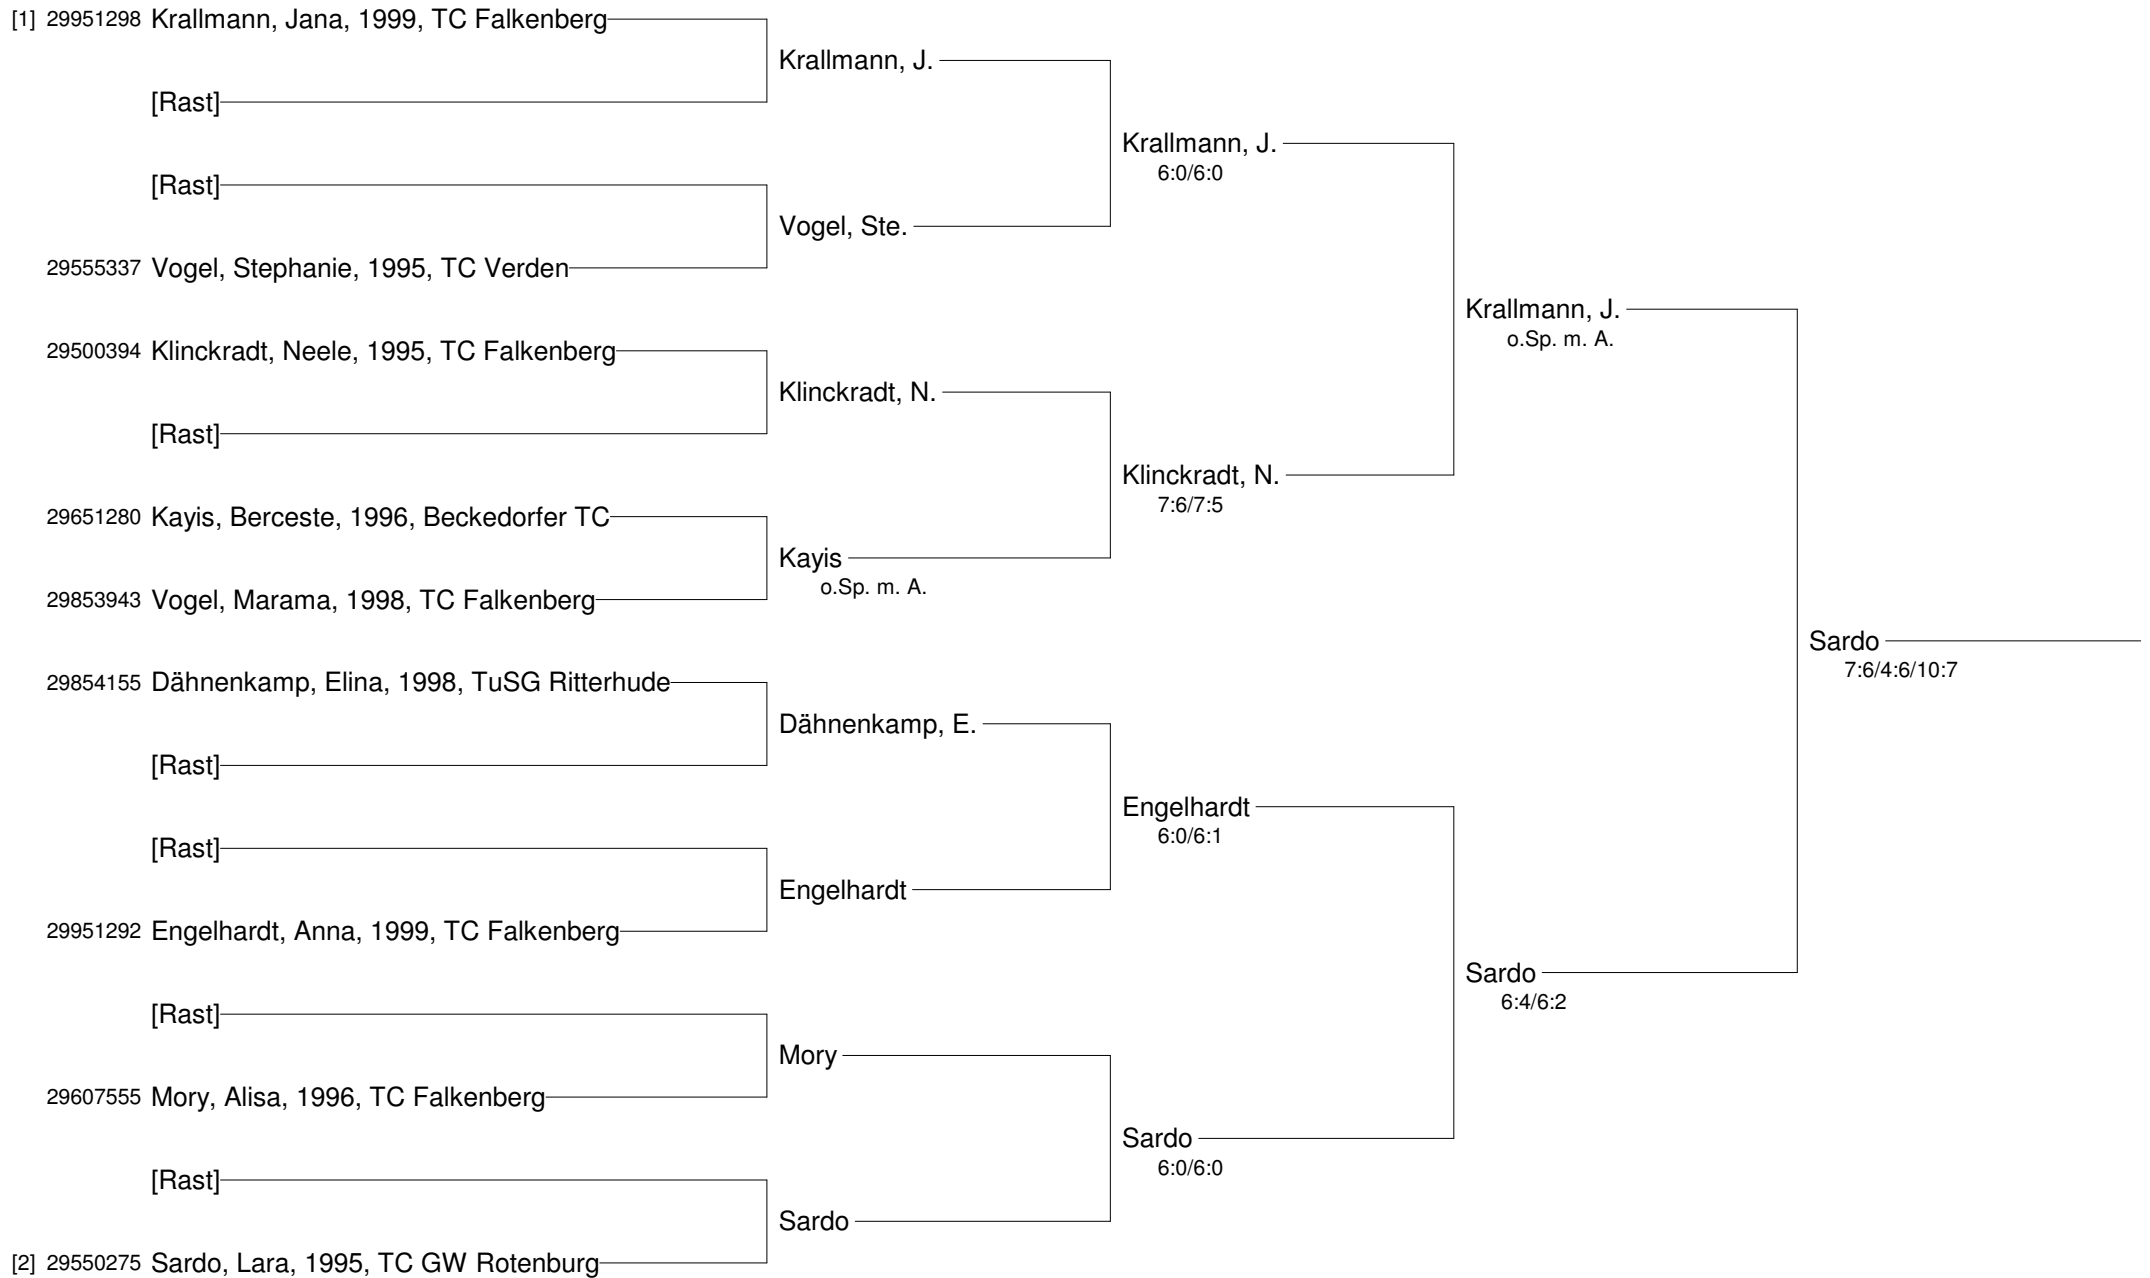 [1] 29951298 Krallmann, Jana, 1999, TC Falkenberg
[Rast]
[Rast]
29555337 Vogel, Stephanie, 1995, TC Verden
29500394 Klinckradt, Neele, 1995, TC Falkenberg
[Rast]
29651280 Kayis, Berceste, 1996, Beckedorfer TC
29853943 Vogel, Marama, 1998, TC Falkenberg
29854155 Dähnenkamp, Elina, 1998, TuSG Ritterhude
[Rast]
[Rast]
29951292 Engelhardt, Anna, 1999, TC Falkenberg
[Rast]
29607555 Mory, Alisa, 1996, TC Falkenberg
[Rast]
[2] 29550275 Sardo, Lara, 1995, TC GW Rotenburg
Krallmann, J.
Vogel, Ste.
Klinckradt, N.
Kayis
o.Sp. m. A.
Dähnenkamp, E.
Engelhardt
Mory
Sardo
Krallmann, J.
6:0/6:0
Klinckradt, N.
7:6/7:5
Engelhardt
6:0/6:1
Sardo
6:0/6:0
Krallmann, J.
o.Sp. m. A.
Sardo
6:4/6:2
Sardo
7:6/4:6/10:7